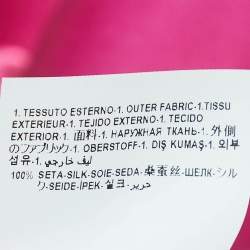 1. TESSUTO ESTERNO-1. OUTER FABRIC-1.TISSU
EXTERIEUR-1. TEJIDO EXTERNO-1. TECIDO
EXTERIOR-1. 面料-1. НАРУЖНАЯ ТКАНЬ-1. 外側
のファブリック-1. OBERSTOFF-1. DIŞ KUMAŞ-1. 외부
섬유-1. ليف خارجي
100% SETA-SILK-SOIE-SEDA-桑蚕丝-ШЕЛК-シル
ク-SEIDE-İPEK-실크-حرير